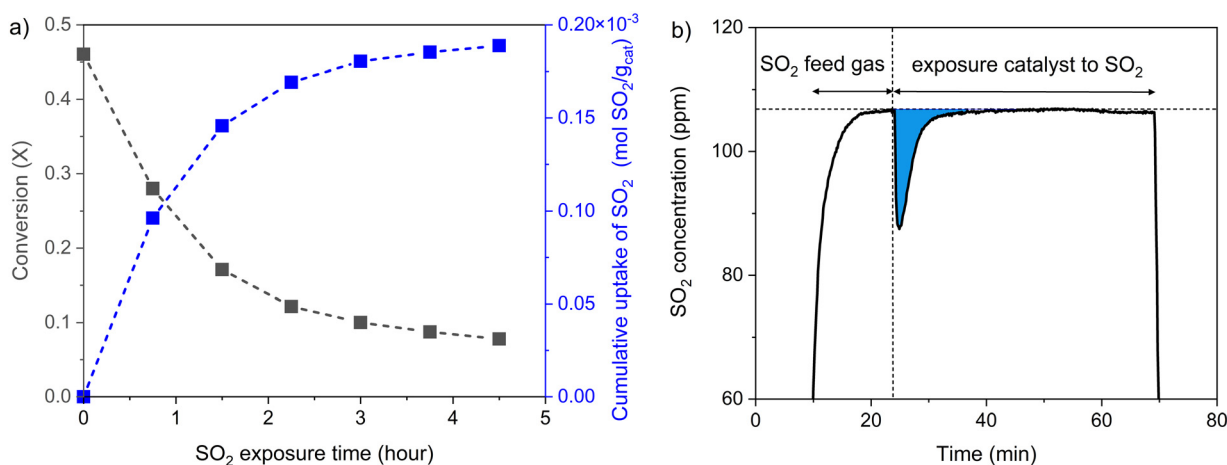 a)
0.5
0.4
0.3
0.2
0.1
0.0
Conversion (X)
0 1 2 3 4 5
SO₂ exposure time (hour)
0.20×10⁻³
0.15
0.10
0.05
0.00
Cumulative uptake of SO₂ (mol SO₂/g_cat)
b)
120
100
80
60
SO₂ concentration (ppm)
SO₂ feed gas
exposure catalyst to SO₂
0 20 40 60 80
Time (min)